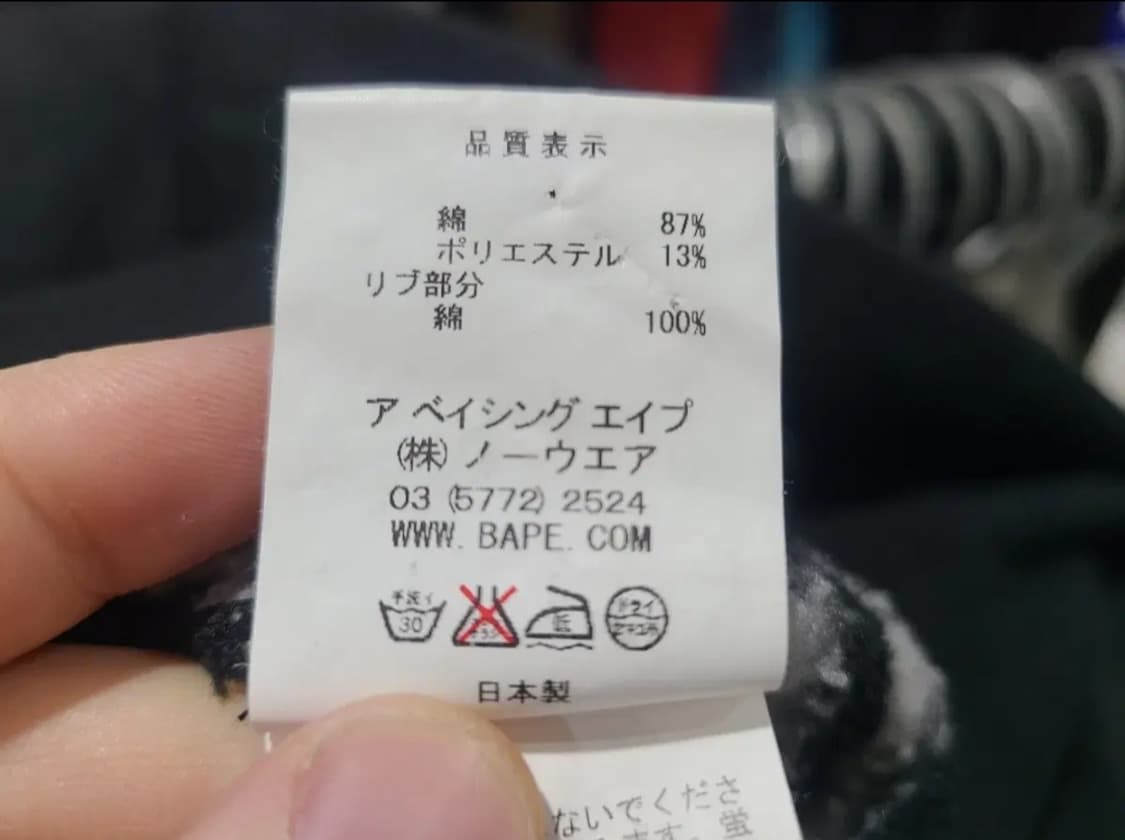 品質表示
綿 87%
ポリエステル 13%
リブ部分
綿 100%
ア ベイシング エイプ
(株) ノーウエア
03 (5772) 2524
WWW. BAPE. COM
手洗イ
30
低
ドライ
日本製
ないでくださ
ます。蛍